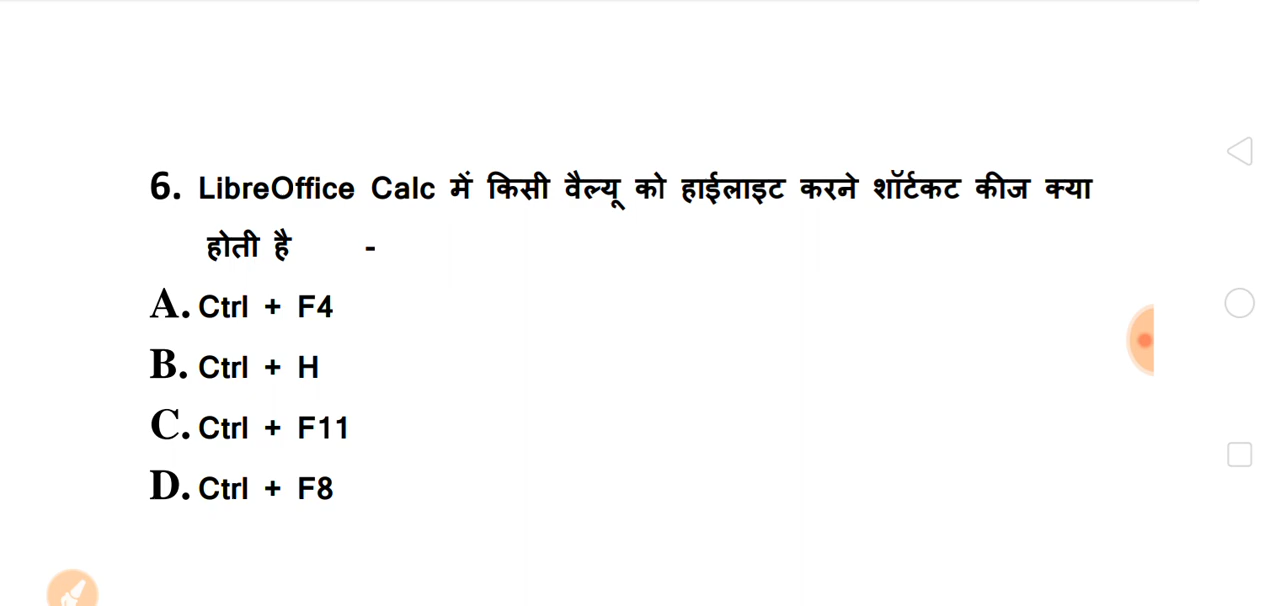 6. LibreOffice Calc में किसी वैल्यू को हाईलाइट करने शॉर्टकट कीज क्या
होती है -
A. Ctrl + F4
B. Ctrl + H
C. Ctrl + F11
D. Ctrl + F8